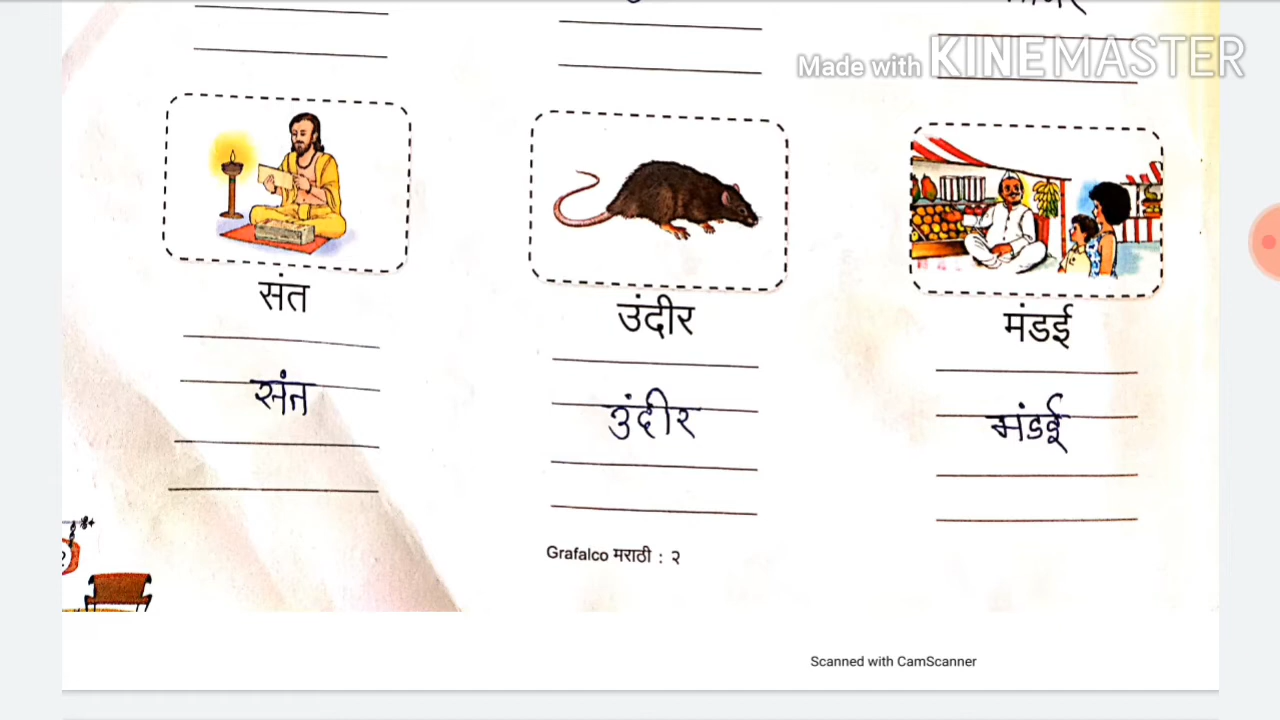 Made with KINEMASTER
संत
उंदीर
मंडई
संत
उंदीर
मंडई
Grafalco मराठी : २
Scanned with CamScanner